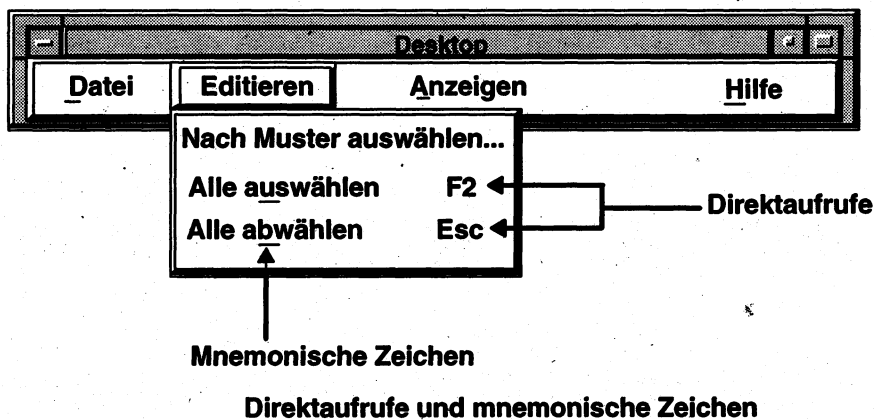 Desktop
Datei Editieren Anzeigen Hilfe
Nach Muster auswählen...
Alle auswählen F2
Alle abwählen Esc
Direktaufrufe
Mnemonische Zeichen
Direktaufrufe und mnemonische Zeichen